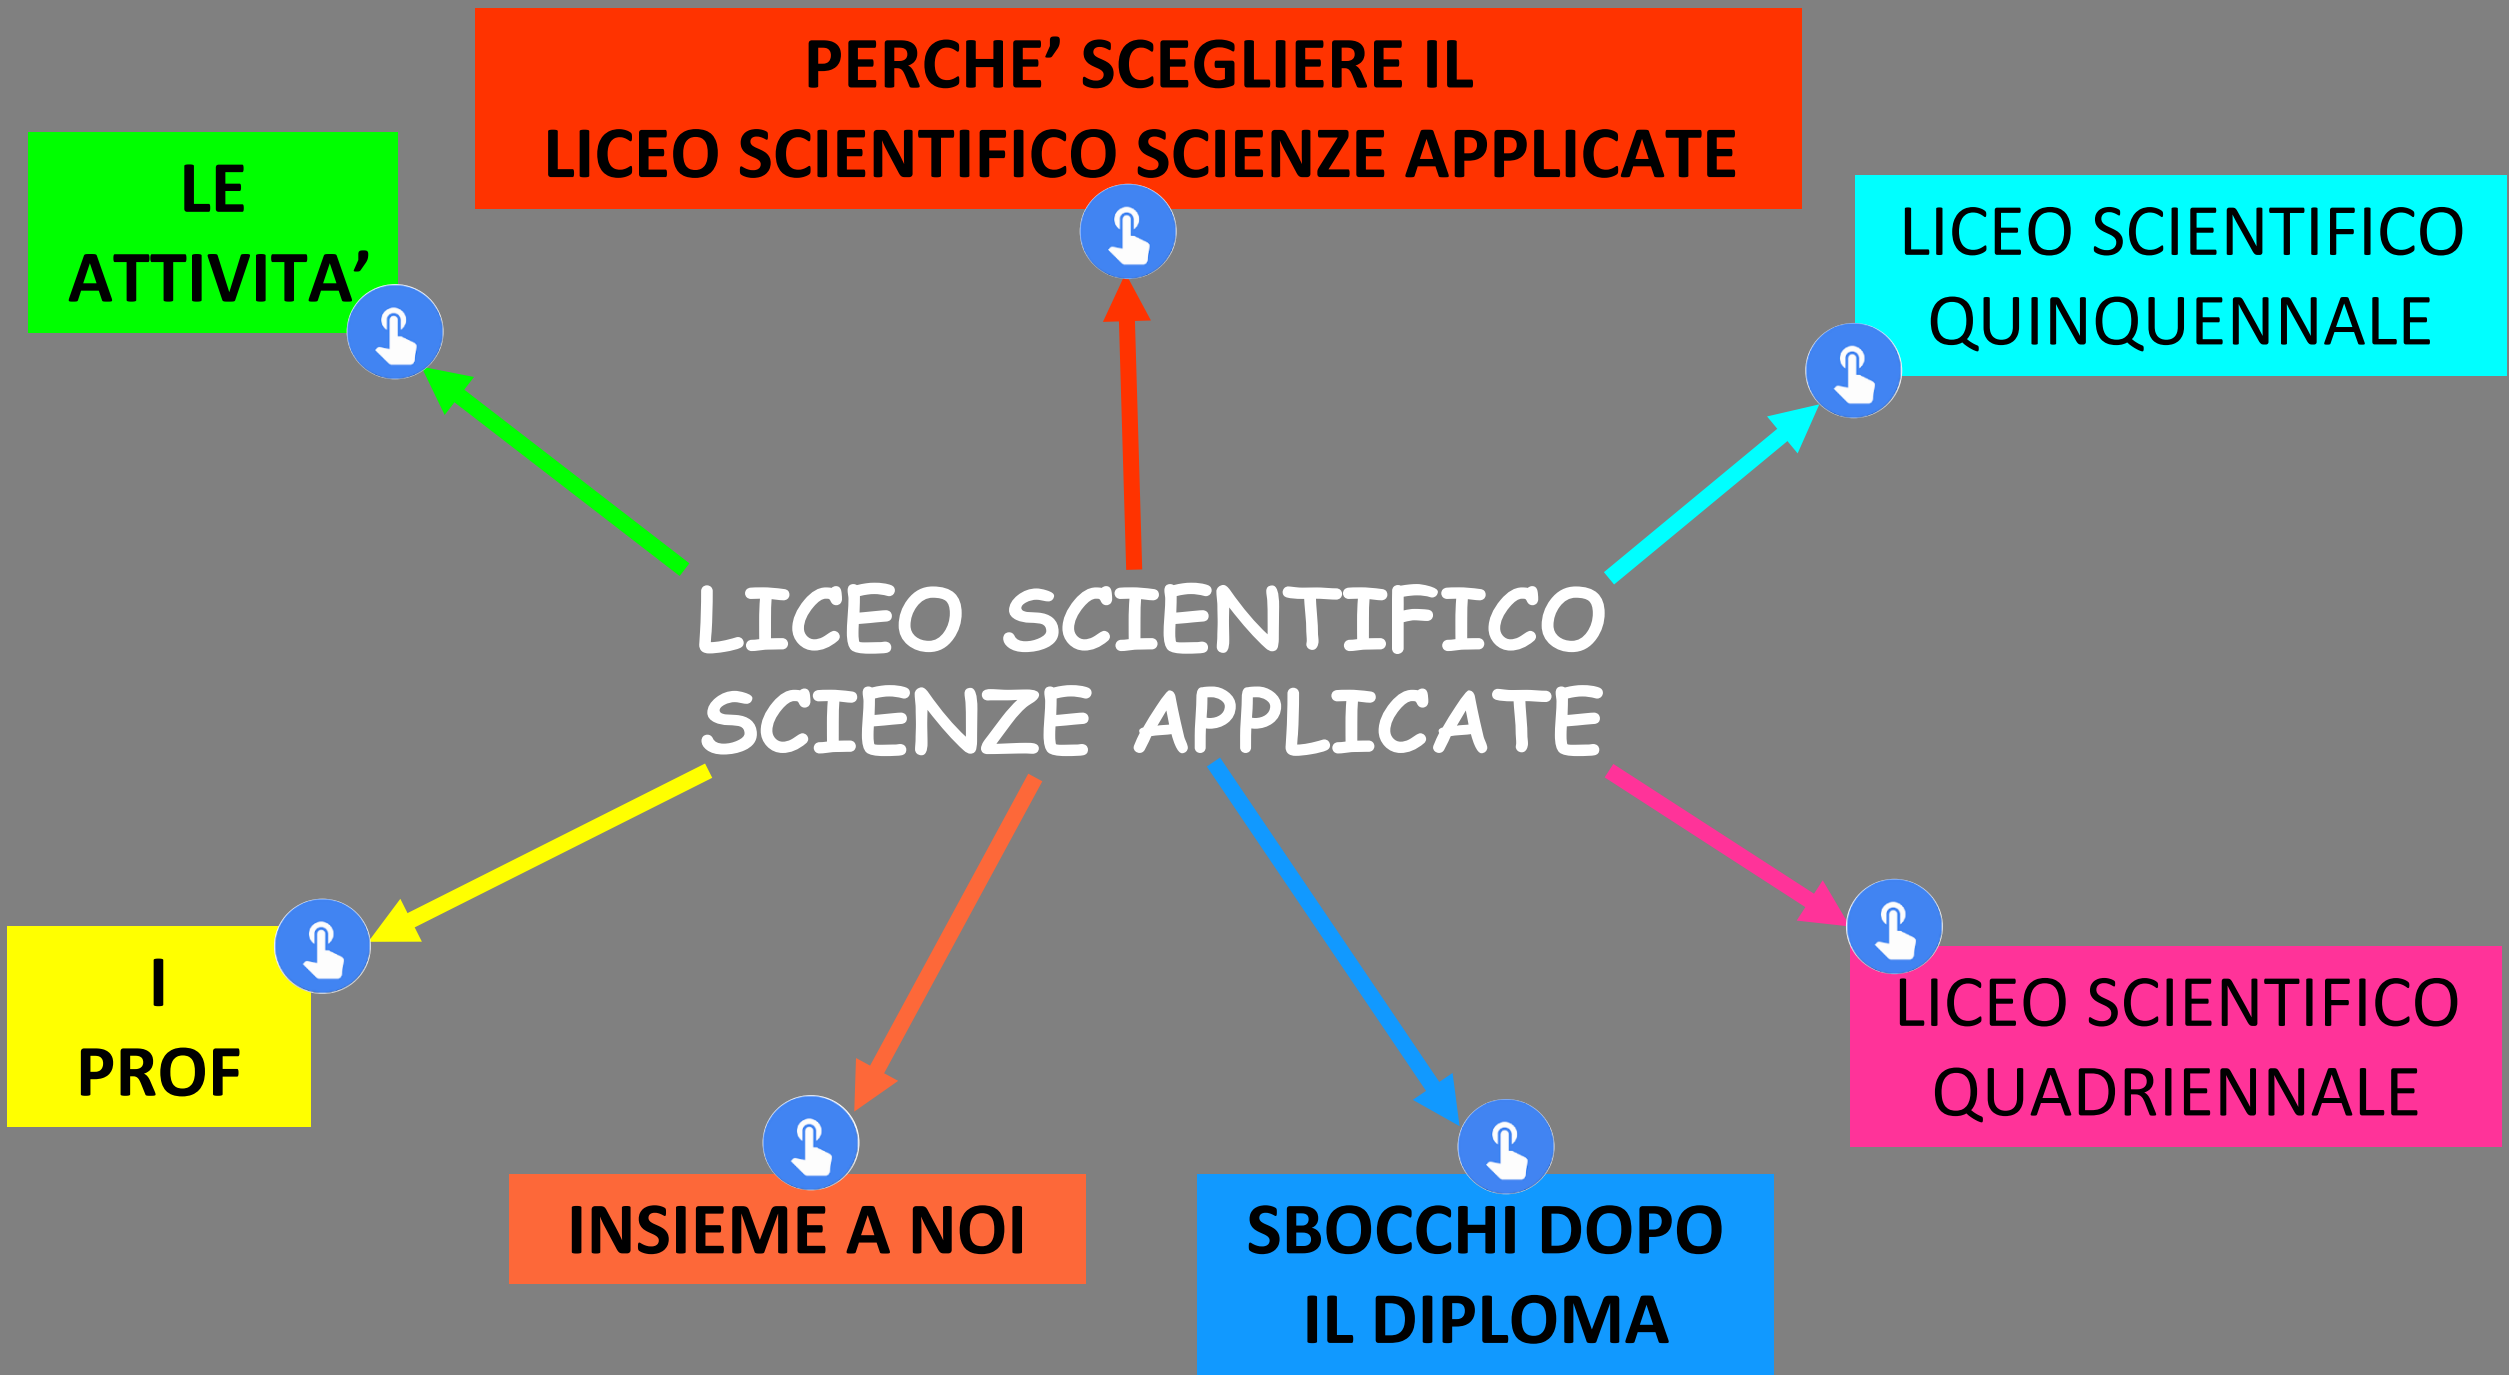 PERCHE’ SCEGLIERE IL
LICEO SCIENTIFICO SCIENZE APPLICATE
LE
ATTIVITA’
LICEO SCIENTIFICO
QUINQUENNALE
LICEO SCIENTIFICO
SCIENZE APPLICATE
I
PROF
LICEO SCIENTIFICO
QUADRIENNALE
INSIEME A NOI
SBOCCHI DOPO
IL DIPLOMA